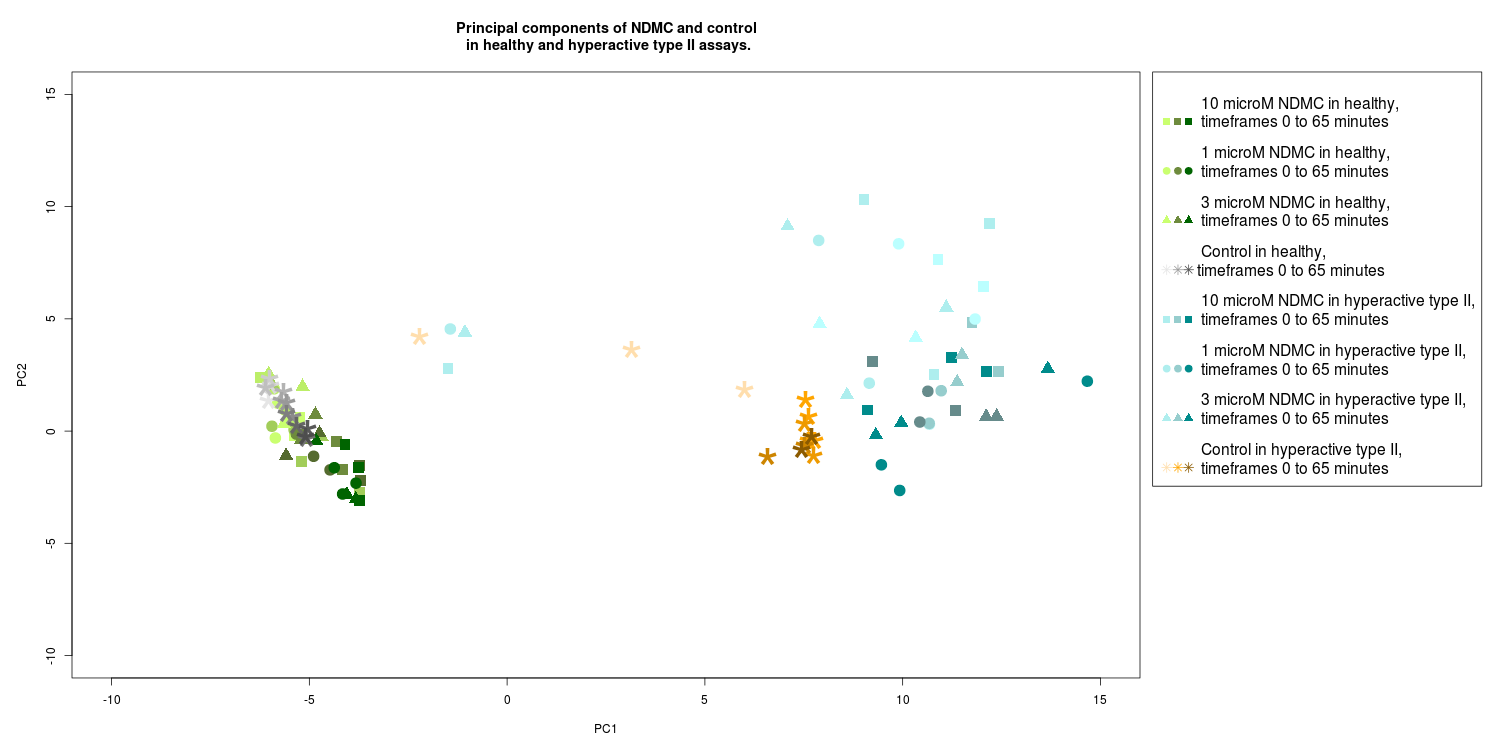 Principal components of NDMC and control
in healthy and hyperactive type II assays.
15
10
5
0
-5
-10
PC2
-10
-5
0
5
10
15
PC1
10 microM NDMC in healthy,
timeframes 0 to 65 minutes
1 microM NDMC in healthy,
timeframes 0 to 65 minutes
3 microM NDMC in healthy,
timeframes 0 to 65 minutes
Control in healthy,
timeframes 0 to 65 minutes
10 microM NDMC in hyperactive type II,
timeframes 0 to 65 minutes
1 microM NDMC in hyperactive type II,
timeframes 0 to 65 minutes
3 microM NDMC in hyperactive type II,
timeframes 0 to 65 minutes
Control in hyperactive type II,
timeframes 0 to 65 minutes